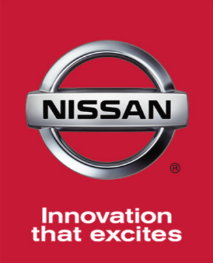 NISSAN
®
Innovation
that excites